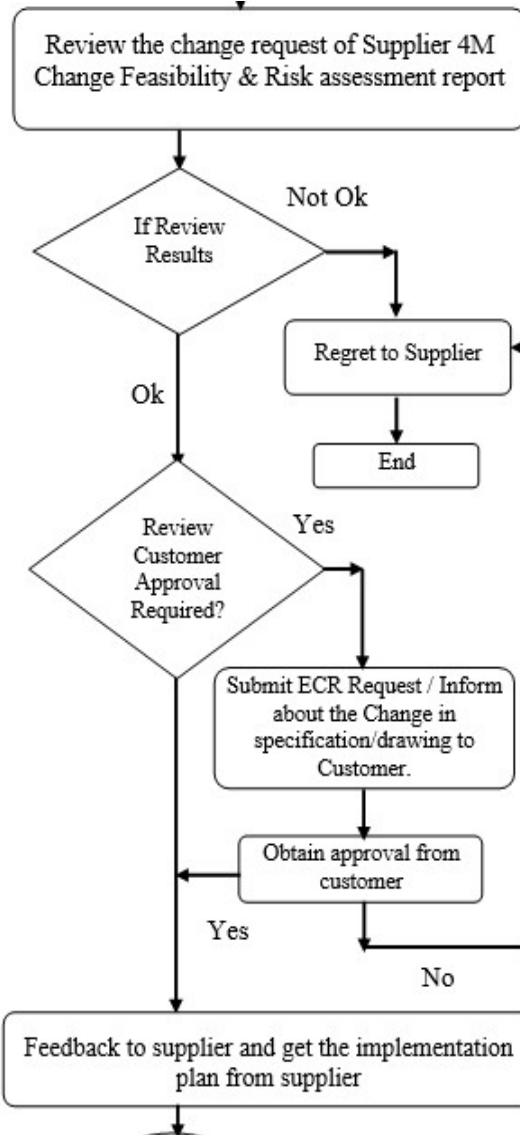 Review the change request of Supplier 4M
Change Feasibility & Risk assessment report
Not Ok
If Review
Results
Regret to Supplier
Ok
End
Yes
Review
Customer
Approval
Required?
Submit ECR Request / Inform
about the Change in
specification/drawing to
Customer.
Obtain approval from
customer
Yes
No
Feedback to supplier and get the implementation
plan from supplier